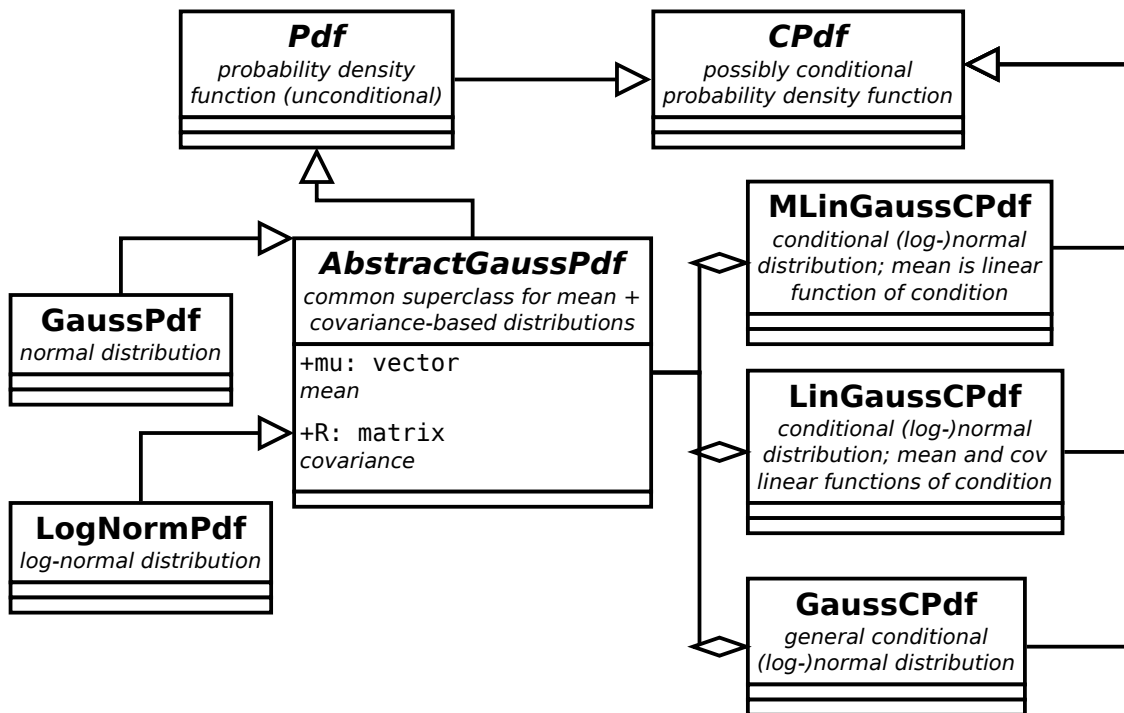 Pdf
probability density
function (unconditional)
CPdf
possibly conditional
probability density function
MLinGaussCPdf
conditional (log-)normal
distribution; mean is linear
function of condition
AbstractGaussPdf
common superclass for mean +
covariance-based distributions
+mu: vector
mean
+R: matrix
covariance
GaussPdf
normal distribution
LinGaussCPdf
conditional (log-)normal
distribution; mean and cov
linear functions of condition
LogNormPdf
log-normal distribution
GaussCPdf
general conditional
(log-)normal distribution